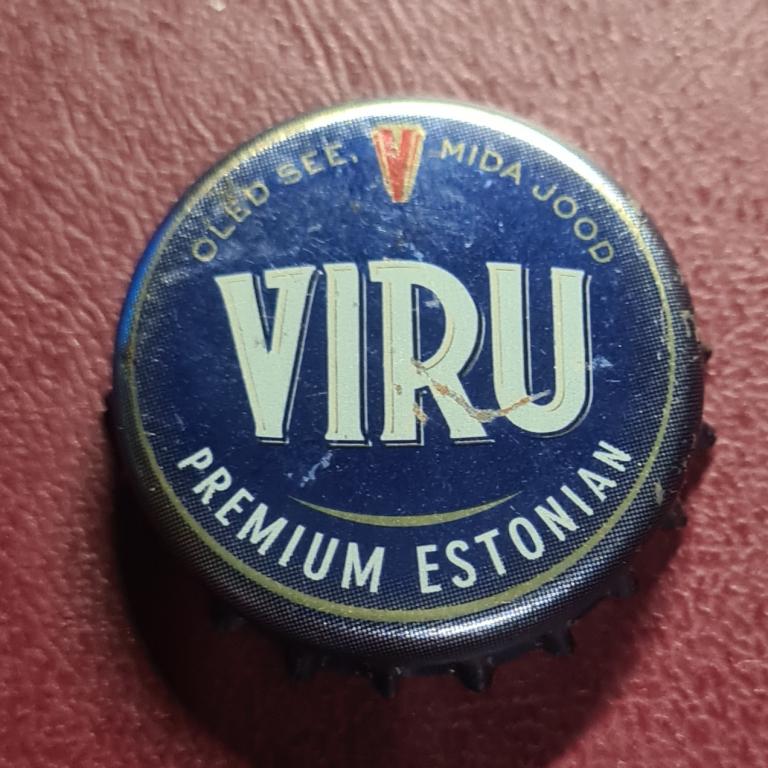 OLED SEE, V MIDA JOOD
VIRU
PREMIUM ESTONIAN